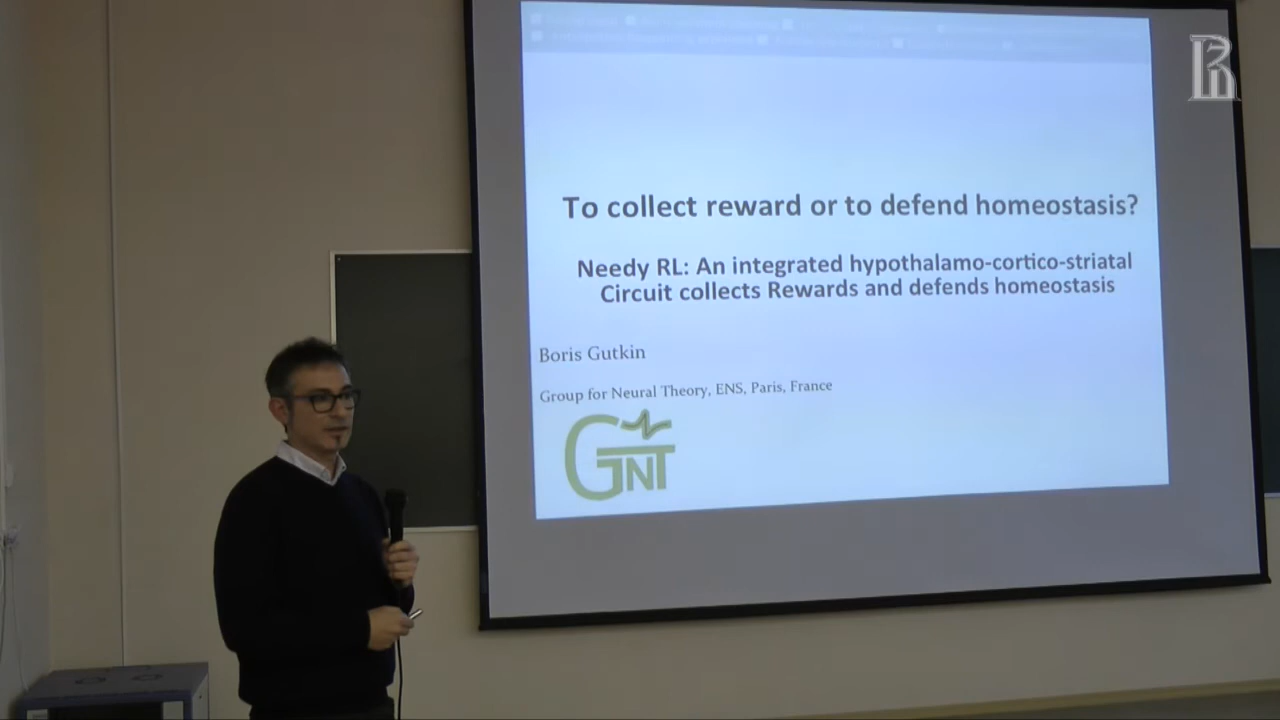 To collect reward or to defend homeostasis?
Needy RL: An integrated hypothalamo-cortico-striatal
Circuit collects Rewards and defends homeostasis
Boris Gutkin
Group for Neural Theory, ENS, Paris, France
GNT